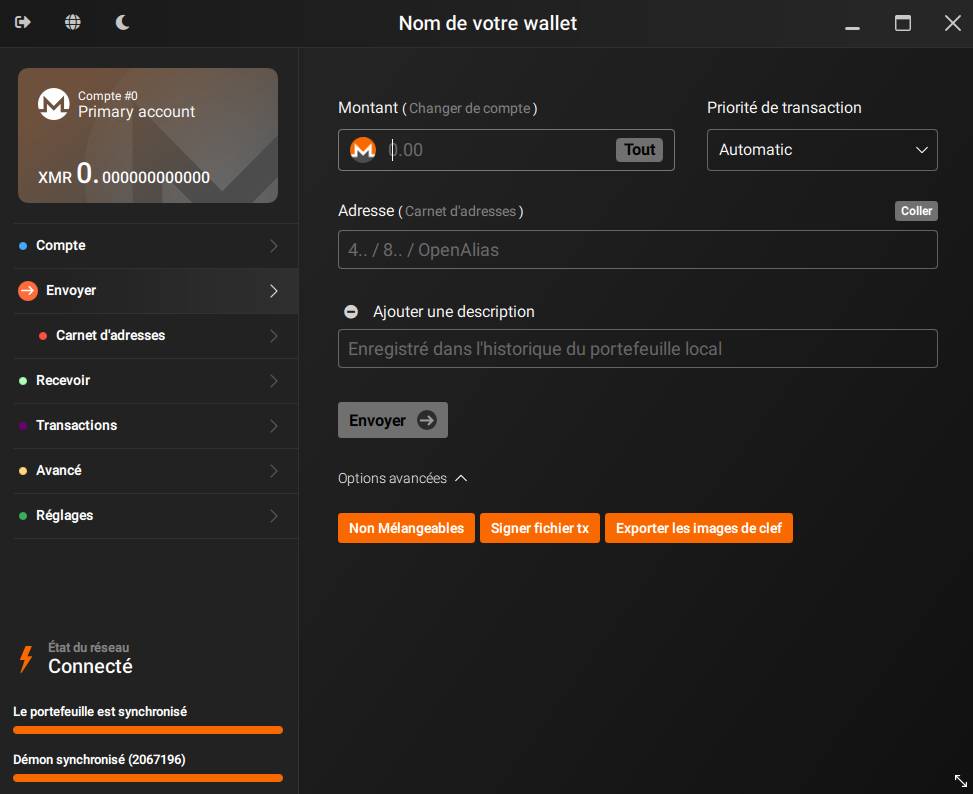 Nom de votre wallet
Compte #0
Primary account
XMR 0.000000000000
Compte
Envoyer
Carnet d'adresses
Recevoir
Transactions
Avancé
Réglages
État du réseau
Connecté
Le portefeuille est synchronisé
Démon synchronisé (2067196)
Montant ( Changer de compte )
0.00
Tout
Priorité de transaction
Automatic
Adresse ( Carnet d'adresses )
Coller
4.. / 8.. / OpenAlias
Ajouter une description
Enregistré dans l'historique du portefeuille local
Envoyer
Options avancées
Non Mélangeables
Signer fichier tx
Exporter les images de clef